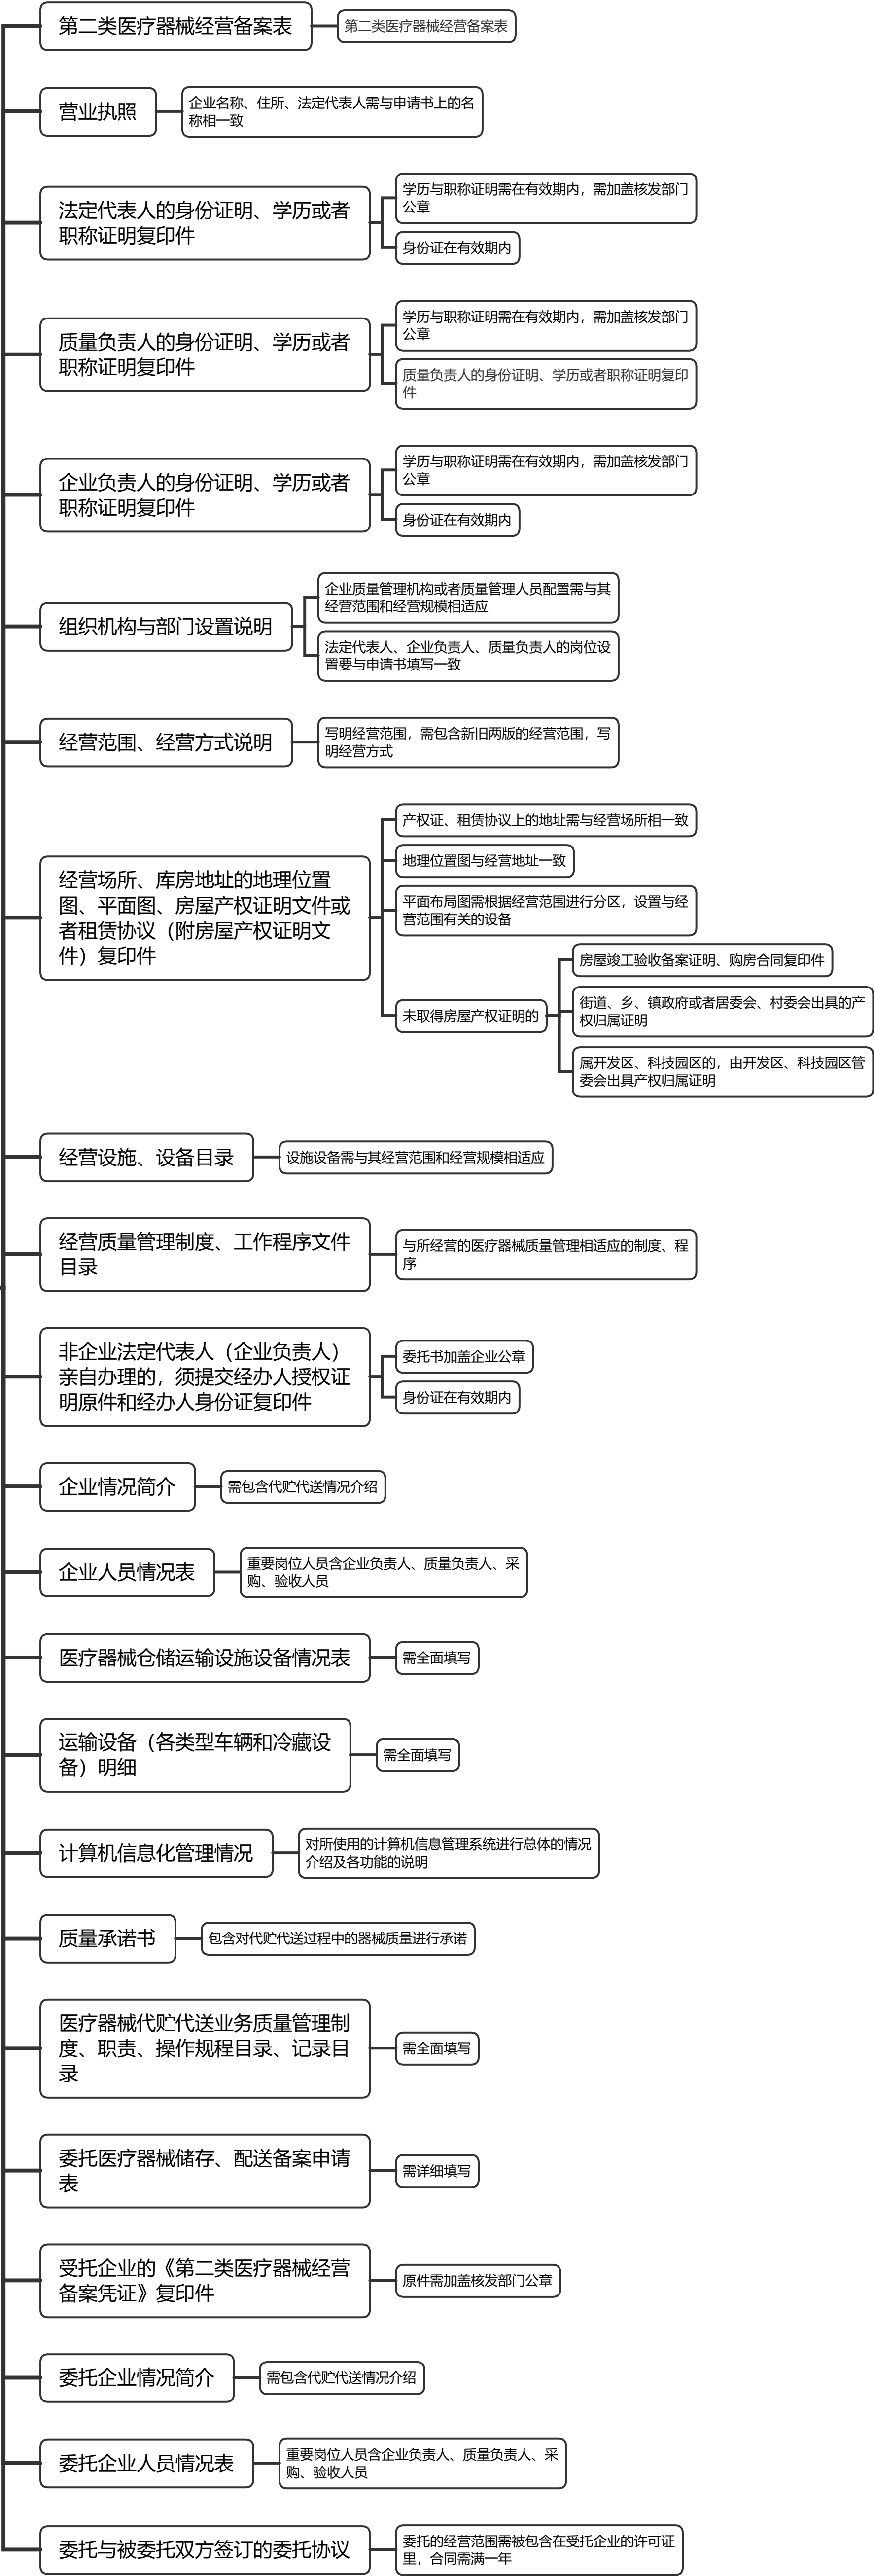 第二类医疗器械经营备案表
第二类医疗器械经营备案表
营业执照
企业名称、住所、法定代表人需与申请书上的名
称相一致
法定代表人的身份证明、学历或者
职称证明复印件
学历与职称证明需在有效期内，需加盖核发部门
公章
身份证在有效期内
质量负责人的身份证明、学历或者
职称证明复印件
学历与职称证明需在有效期内，需加盖核发部门
公章
质量负责人的身份证明、学历或者职称证明复印
件
企业负责人的身份证明、学历或者
职称证明复印件
学历与职称证明需在有效期内，需加盖核发部门
公章
身份证在有效期内
组织机构与部门设置说明
企业质量管理机构或者质量管理人员配置需与其
经营范围和经营规模相适应
法定代表人、企业负责人、质量负责人的岗位设
置要与申请书填写一致
经营范围、经营方式说明
写明经营范围，需包含新旧两版的经营范围，写
明经营方式
经营场所、库房地址的地理位置
图、平面图、房屋产权证明文件或
者租赁协议（附房屋产权证明文
件）复印件
产权证、租赁协议上的地址需与经营场所相一致
地理位置图与经营地址一致
平面布局图需根据经营范围进行分区，设置与经
营范围有关的设备
未取得房屋产权证明的
房屋竣工验收备案证明、购房合同复印件
街道、乡、镇政府或者居委会、村委会出具的产
权归属证明
属开发区、科技园区的，由开发区、科技园区管
委会出具产权归属证明
经营设施、设备目录
设施设备需与其经营范围和经营规模相适应
经营质量管理制度、工作程序文件
目录
与所经营的医疗器械质量管理相适应的制度、程
序
非企业法定代表人（企业负责人）
亲自办理的，须提交经办人授权证
明原件和经办人身份证复印件
委托书加盖企业公章
身份证在有效期内
企业情况简介
需包含代贮代送情况介绍
企业人员情况表
重要岗位人员含企业负责人、质量负责人、采
购、验收人员
医疗器械仓储运输设施设备情况表
需全面填写
运输设备（各类型车辆和冷藏设
备）明细
需全面填写
计算机信息化管理情况
对所使用的计算机信息管理系统进行总体的情况
介绍及各功能的说明
质量承诺书
包含对代贮代送过程中的器械质量进行承诺
医疗器械代贮代送业务质量管理制
度、职责、操作规程目录、记录目
录
需全面填写
委托医疗器械储存、配送备案申请
表
需详细填写
受托企业的《第二类医疗器械经营
备案凭证》复印件
原件需加盖核发部门公章
委托企业情况简介
需包含代贮代送情况介绍
委托企业人员情况表
重要岗位人员含企业负责人、质量负责人、采
购、验收人员
委托与被委托双方签订的委托协议
委托的经营范围需被包含在受托企业的许可证
里，合同需满一年